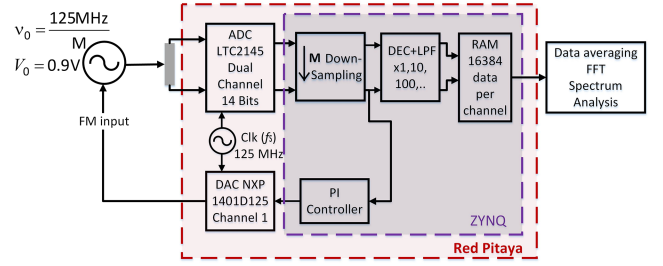 ν₀ = 125MHz
M
V₀ = 0.9V
FM input
ADC
LTC2145
Dual
Channel
14 Bits
Clk (fs)
125 MHz
DAC NXP
1401D125
Channel 1
M Down-
Sampling
PI
Controller
DEC+LPF
x1,10,
100,..
RAM
16384
data
per
channel
ZYNQ
Red Pitaya
Data averaging
FFT
Spectrum
Analysis